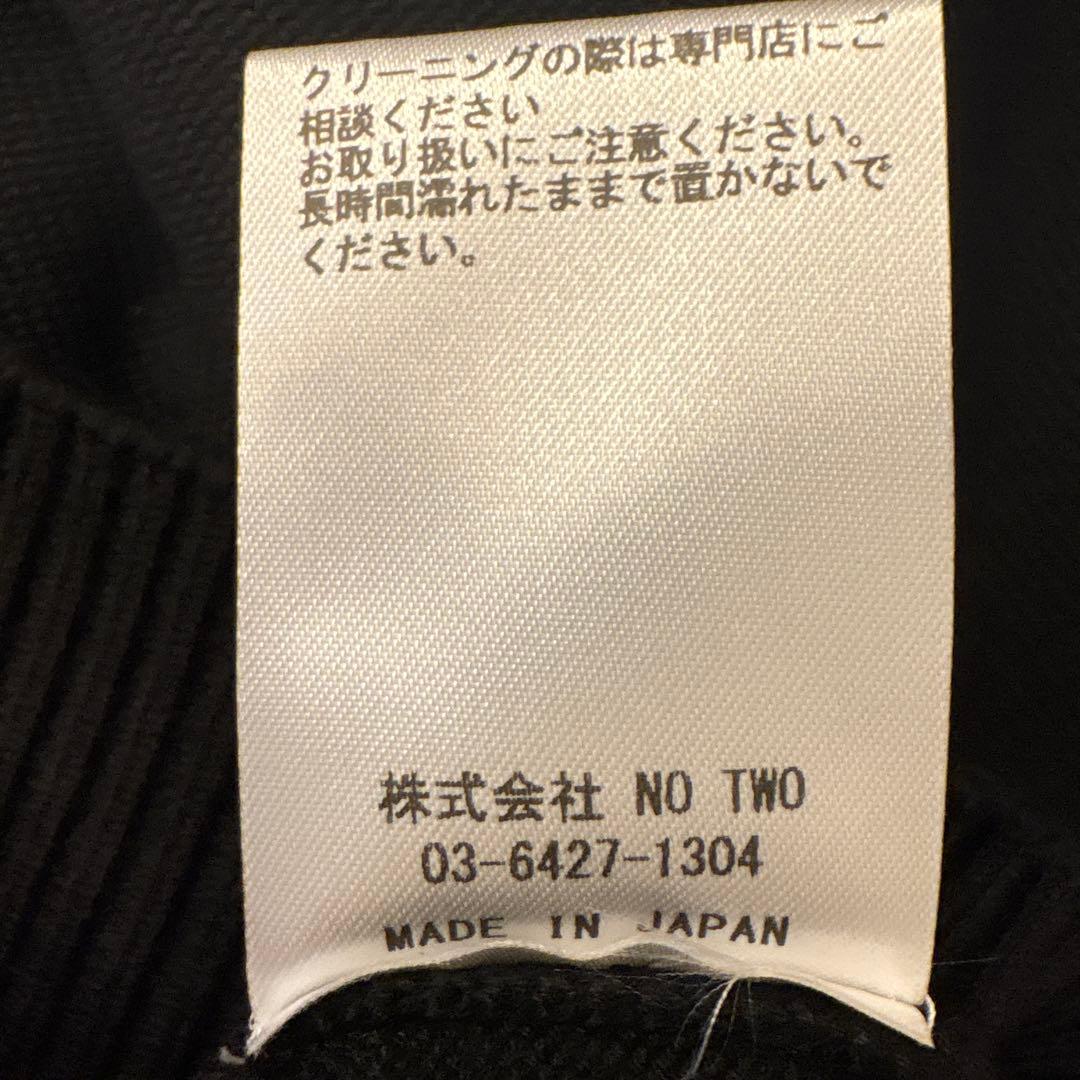 クリーニングの際は専門店にご
相談ください
お取り扱いにご注意ください。
長時間濡れたままで置かないで
ください。
株式会社 NO TWO
03-6427-1304
MADE IN JAPAN